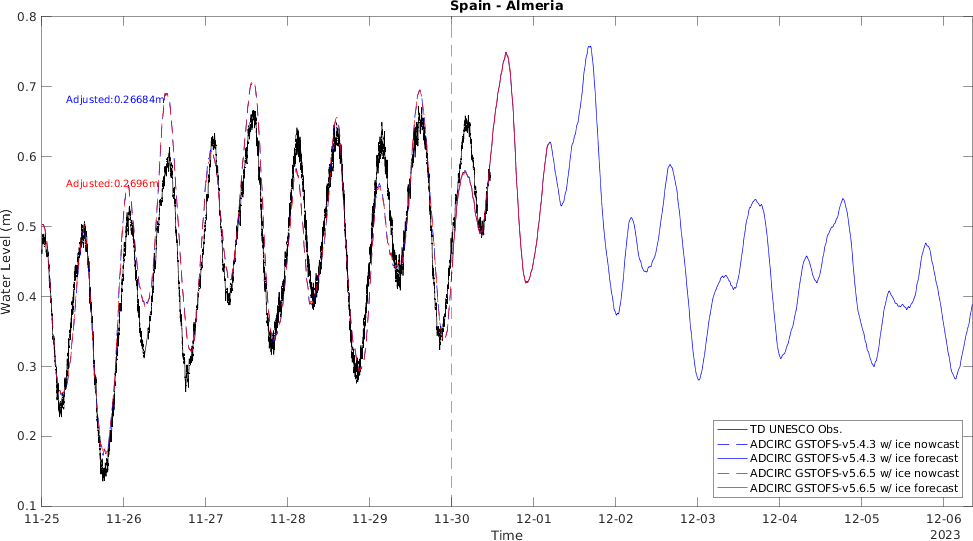 Spain - Almeria
0.8
0.7
0.6
0.5
0.4
0.3
0.2
0.1
Water Level (m)
Adjusted:0.26684m
Adjusted:0.2696m
TD UNESCO Obs.
ADCIRC GSTOFS-v5.4.3 w/ ice nowcast
ADCIRC GSTOFS-v5.4.3 w/ ice forecast
ADCIRC GSTOFS-v5.6.5 w/ ice nowcast
ADCIRC GSTOFS-v5.6.5 w/ ice forecast
11-25 11-26 11-27 11-28 11-29 11-30 12-01 12-02 12-03 12-04 12-05 12-06
Time
2023